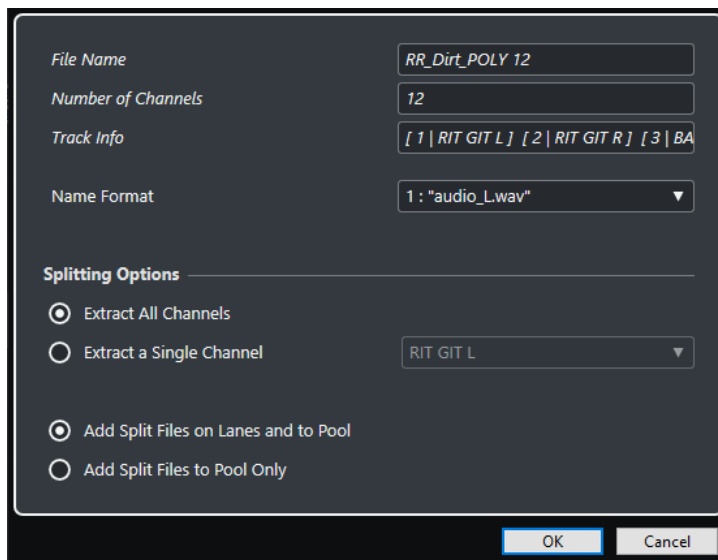 File Name RR_Dirt_POLY 12
Number of Channels 12
Track Info [ 1 | RIT GIT L ] [ 2 | RIT GIT R ] [ 3 | BA
Name Format 1 : "audio_L.wav"
Splitting Options
Extract All Channels
Extract a Single Channel RIT GIT L
Add Split Files on Lanes and to Pool
Add Split Files to Pool Only
OK Cancel